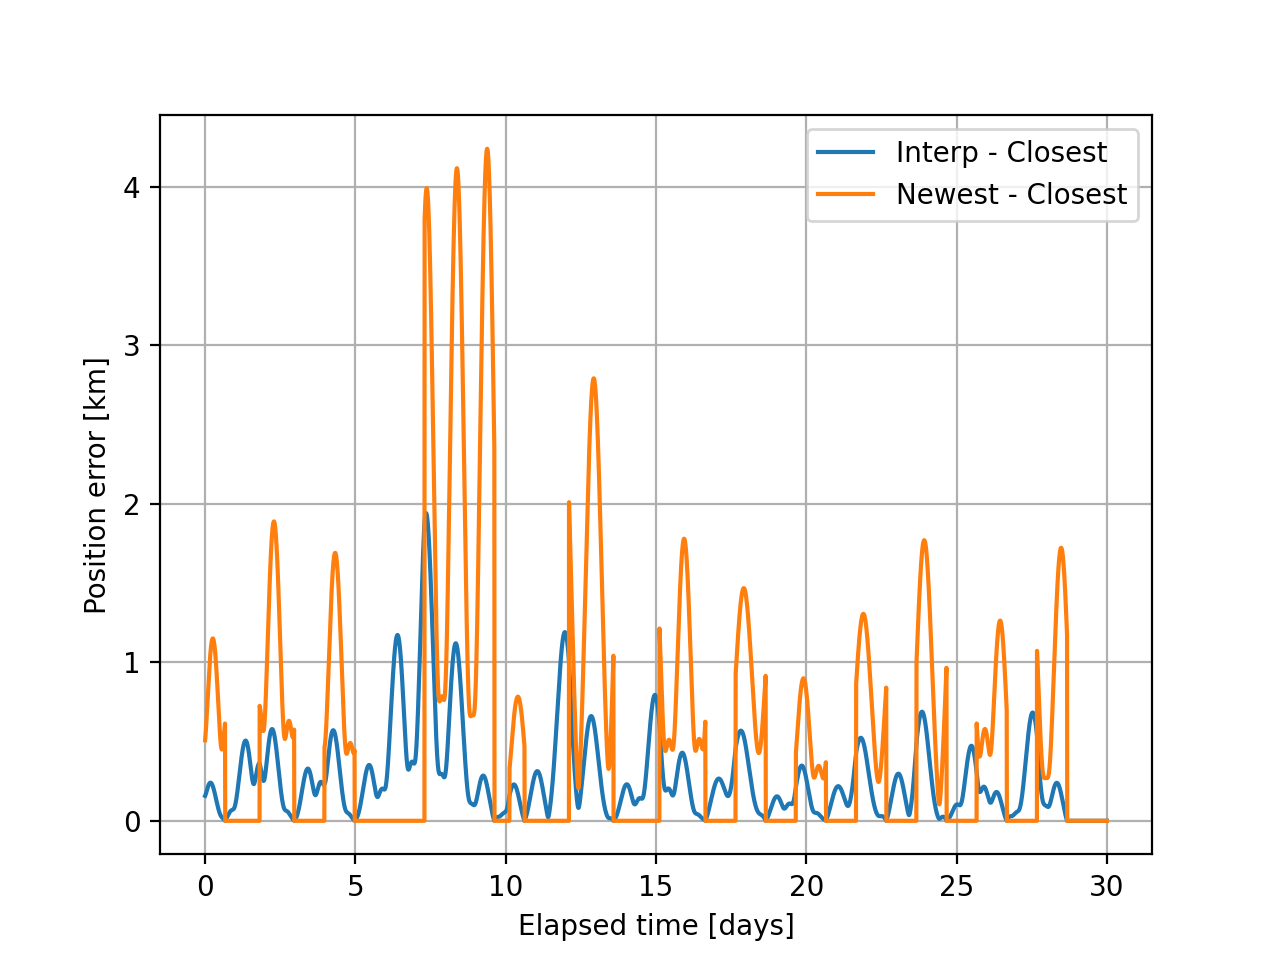 Interp - Closest
Newest - Closest
Position error [km]
4
3
2
1
0
0 5 10 15 20 25 30
Elapsed time [days]